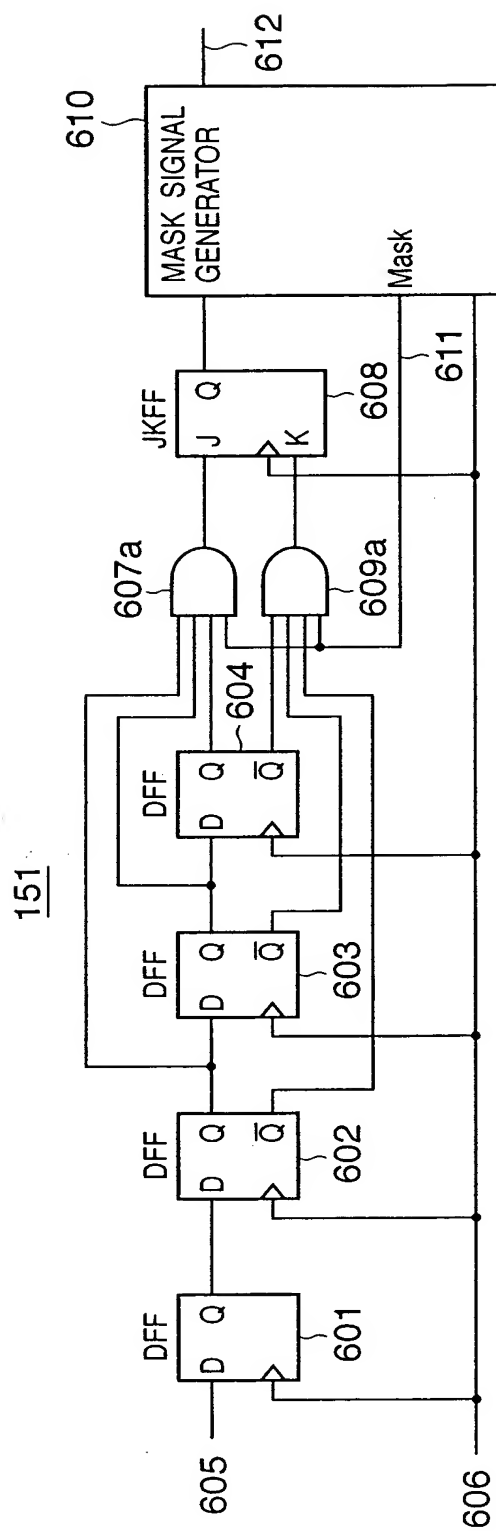 151
605
606
DFF
D Q
601
DFF
D Q
Q̅
602
DFF
D Q
Q̅
603
DFF
D Q
Q̅
604
607a
609a
JKFF
J Q
K
608
MASK SIGNAL
GENERATOR
Mask
610
611
612